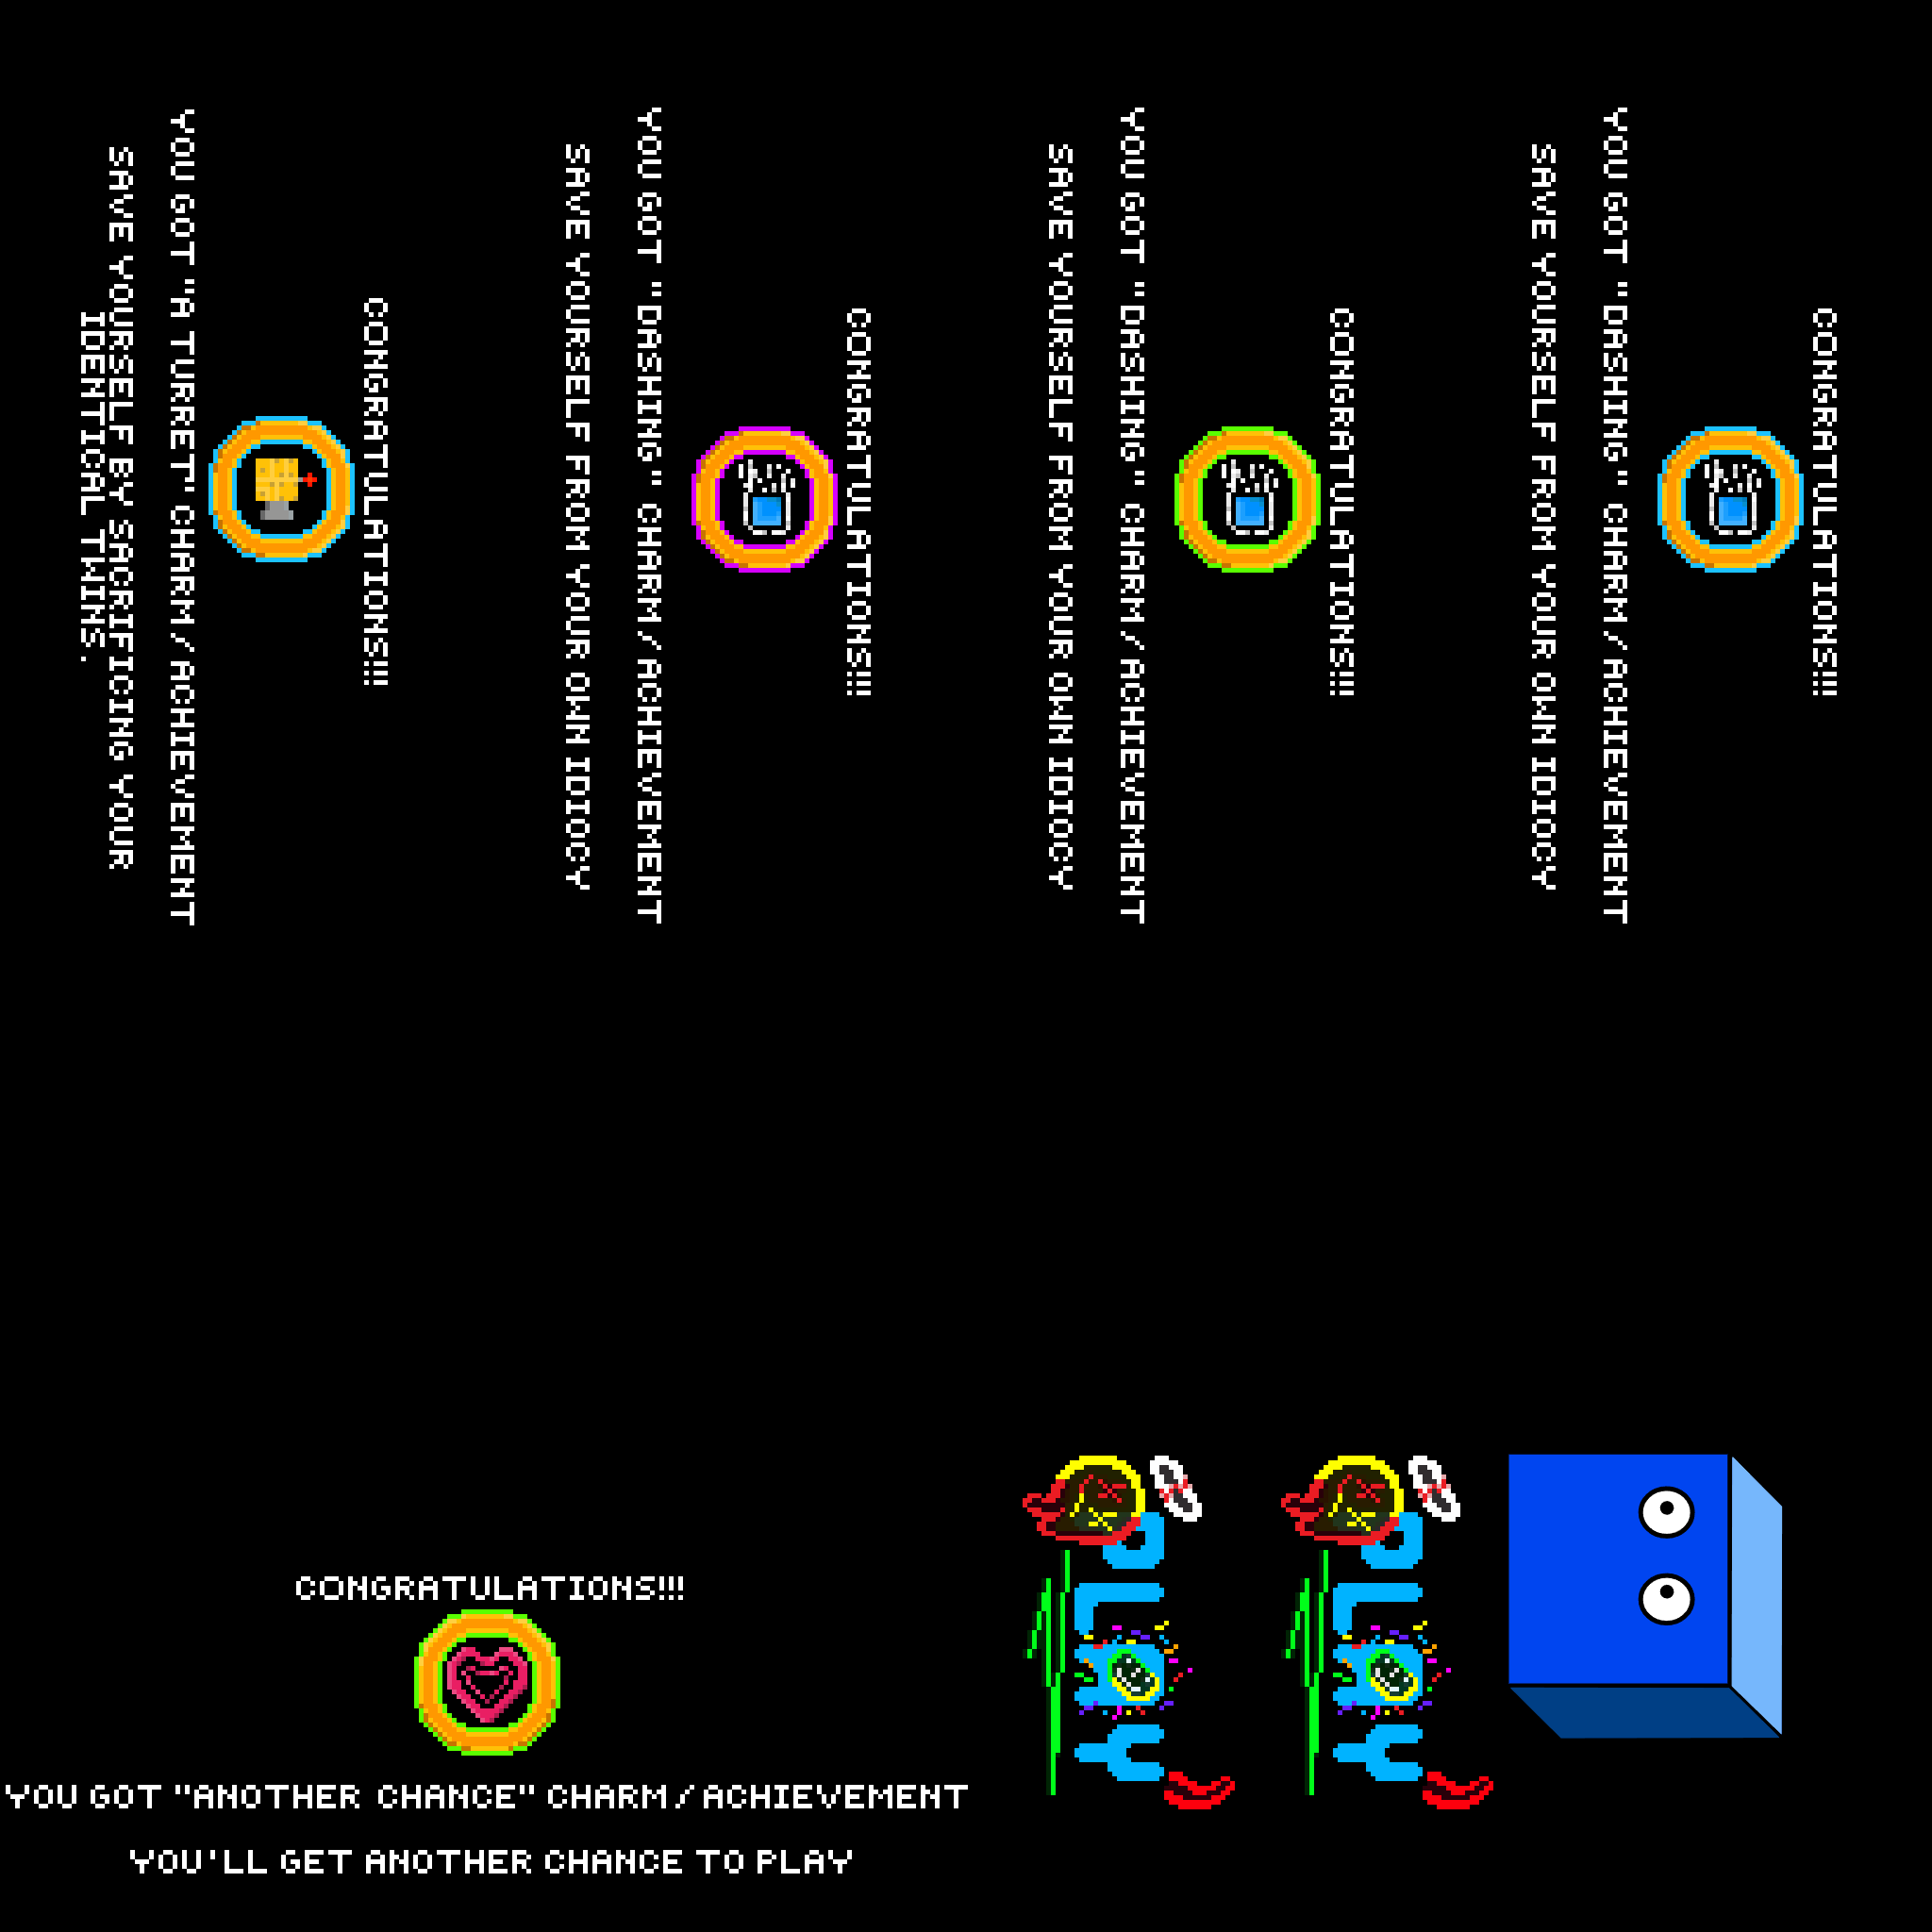 CONGRATULATIONS!!!
YOU GOT "A TURRET" CHARM/ACHIEVEMENT
SAVE YOURSELF BY SACRIFICING YOUR
IDENTICAL TWINS.
CONGRATULATIONS!!!
YOU GOT "DASHING" CHARM/ACHIEVEMENT
SAVE YOURSELF FROM YOUR OWN IDIOCY
CONGRATULATIONS!!!
YOU GOT "DASHING" CHARM/ACHIEVEMENT
SAVE YOURSELF FROM YOUR OWN IDIOCY
CONGRATULATIONS!!!
YOU GOT "DASHING" CHARM/ACHIEVEMENT
SAVE YOURSELF FROM YOUR OWN IDIOCY
CONGRATULATIONS!!!
YOU GOT "ANOTHER CHANCE" CHARM/ACHIEVEMENT
YOU'LL GET ANOTHER CHANCE TO PLAY
PLAY
PLAY